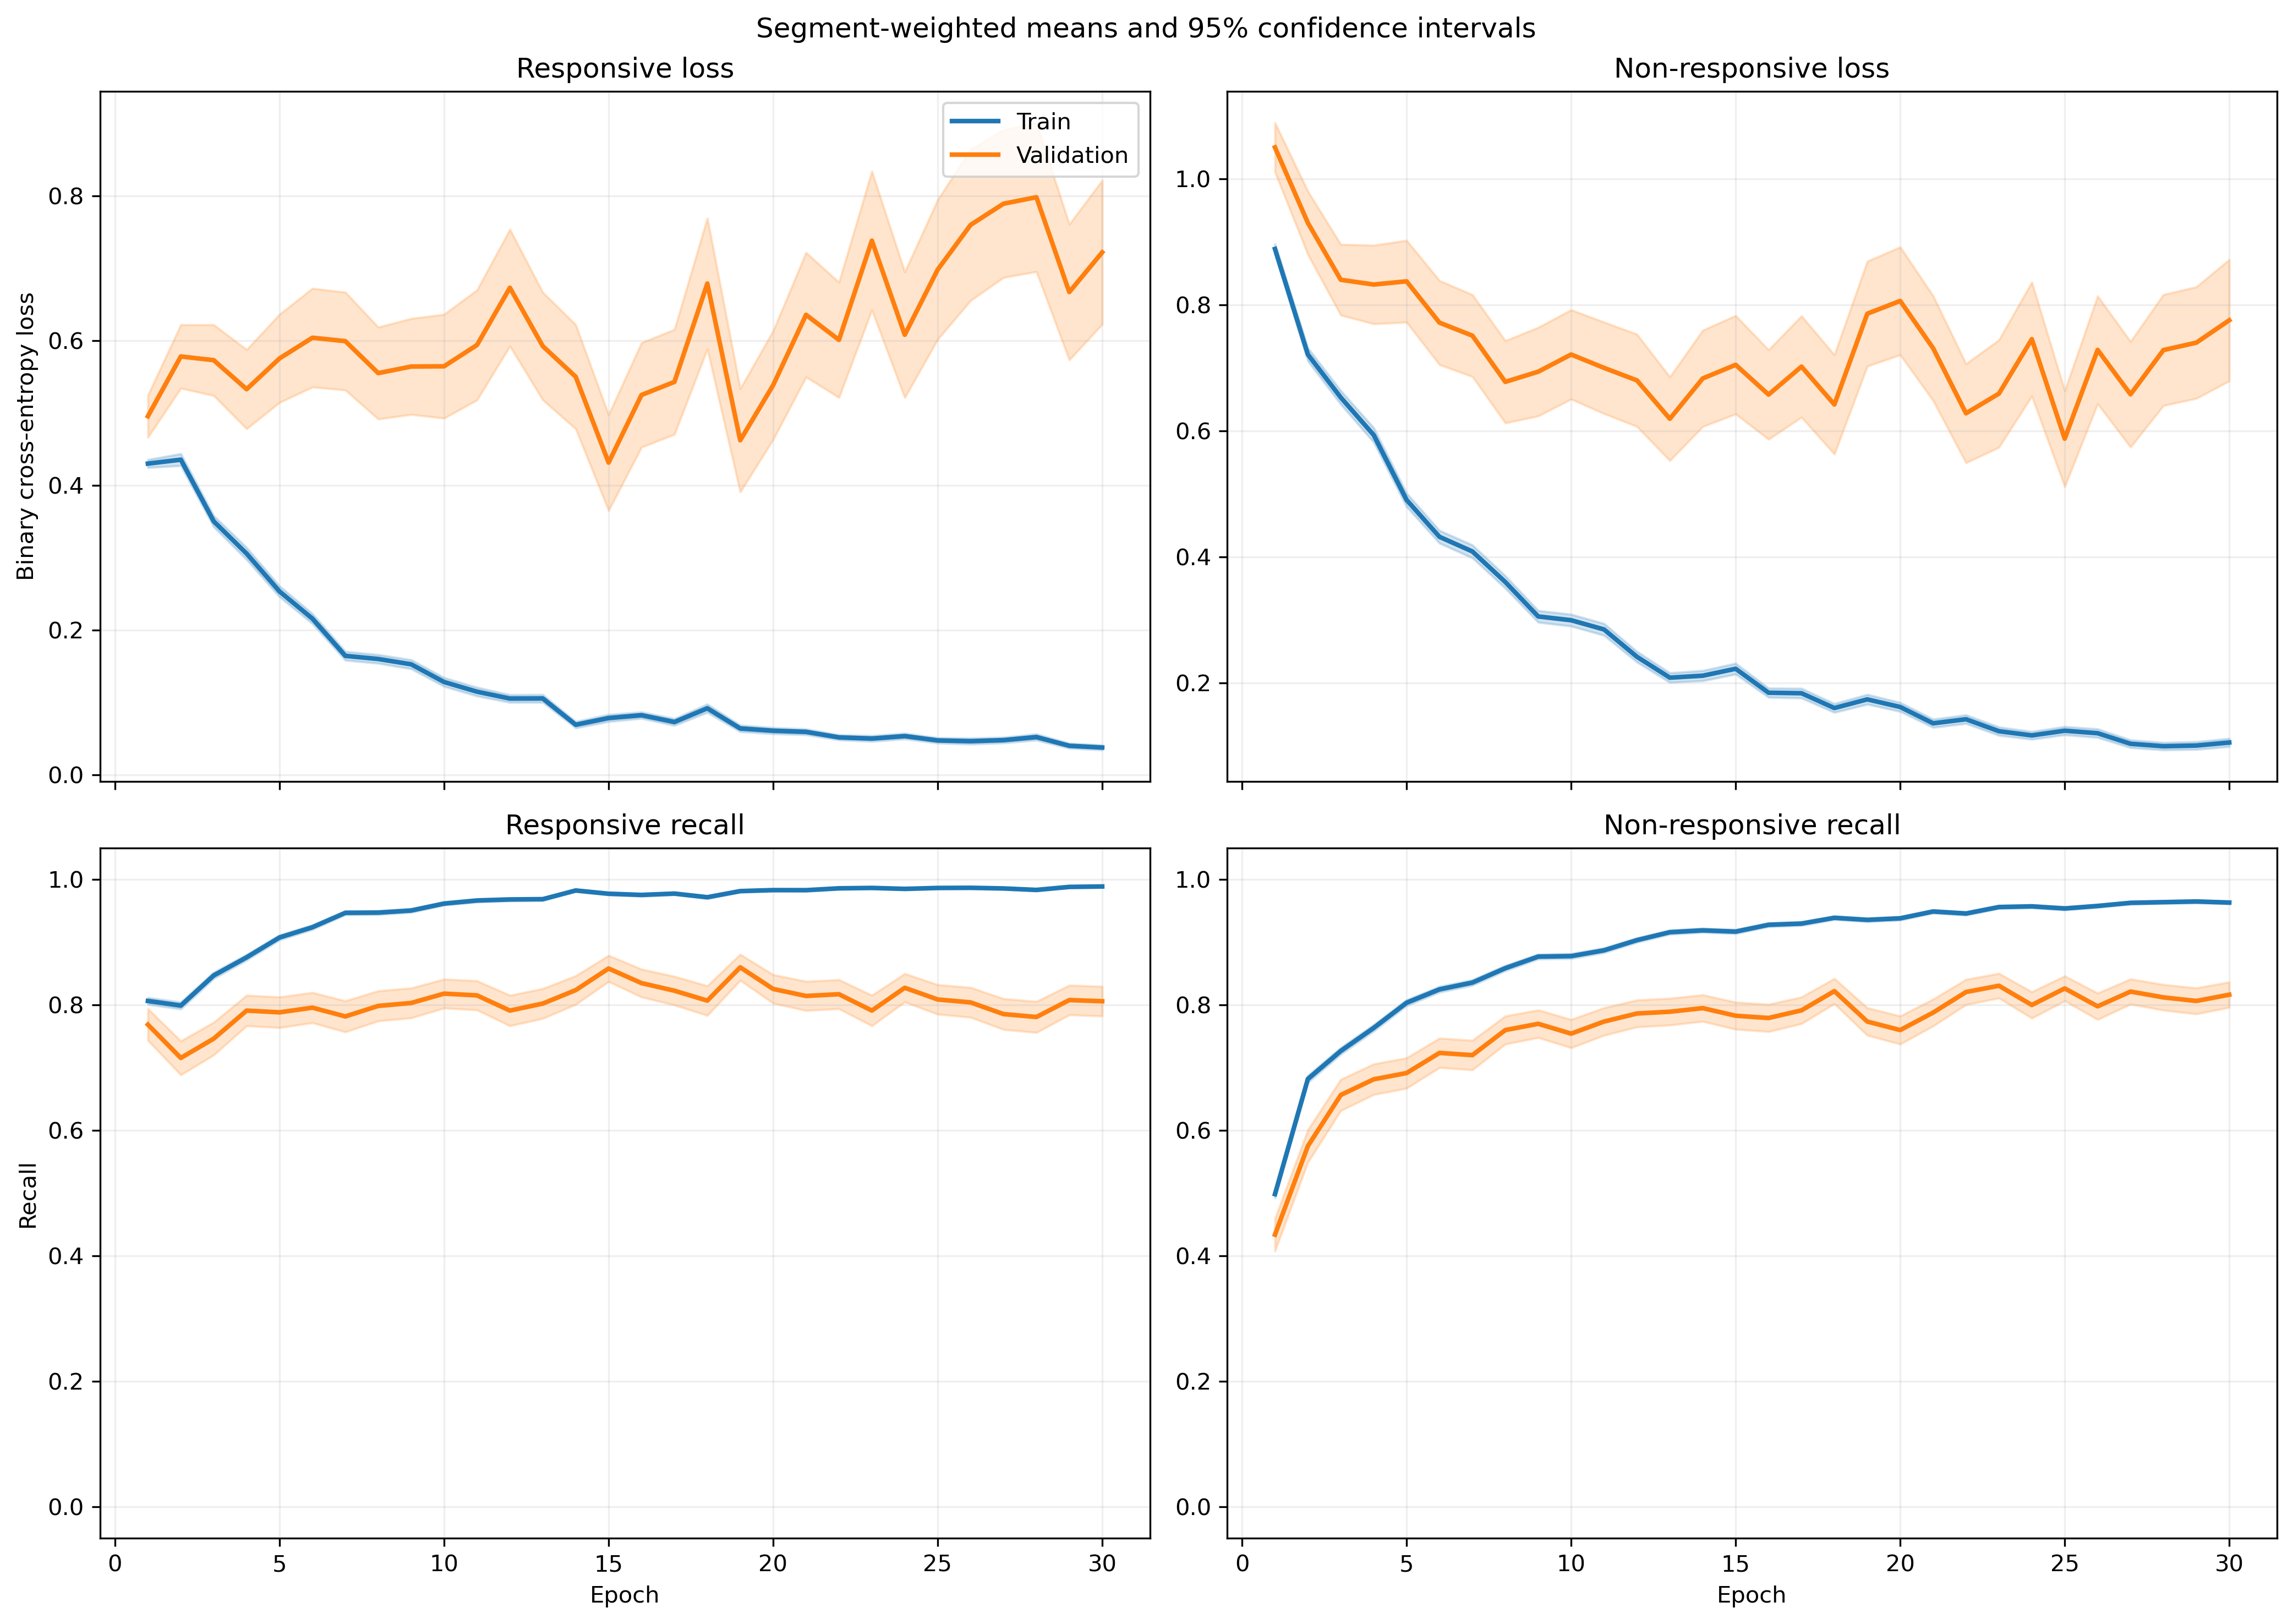 Segment-weighted means and 95% confidence intervals
Responsive loss
Non-responsive loss
Train
Validation
Binary cross-entropy loss
0.8
0.6
0.4
0.2
0.0
1.0
0.8
0.6
0.4
0.2
Responsive recall
Non-responsive recall
Recall
1.0
0.8
0.6
0.4
0.2
0.0
0 5 10 15 20 25 30
Epoch
1.0
0.8
0.6
0.4
0.2
0.0
0 5 10 15 20 25 30
Epoch